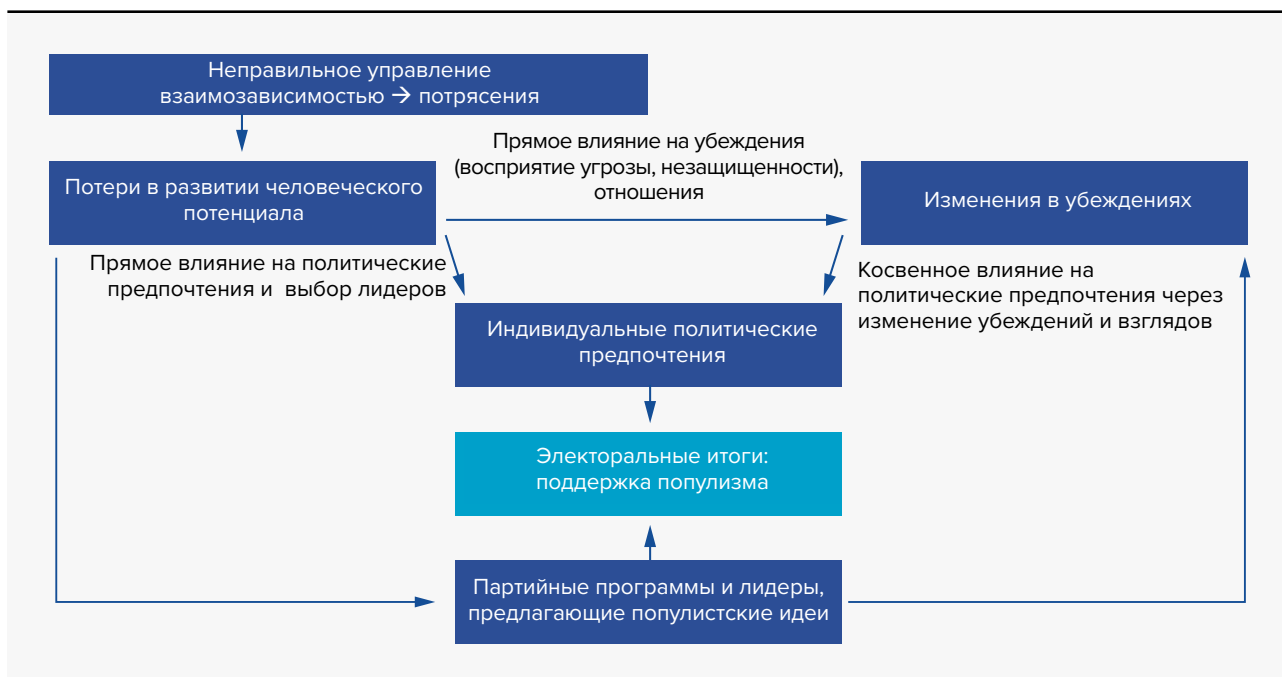 Неправильное управление
взаимозависимостью → потрясения
Прямое влияние на убеждения
(восприятие угрозы, незащищенности),
отношения
Потери в развитии человеческого
потенциала
Изменения в убеждениях
Прямое влияние на политические
предпочтения и выбор лидеров
Косвенное влияние на
политические предпочтения через
изменение убеждений и взглядов
Индивидуальные политические
предпочтения
Электоральные итоги:
поддержка популизма
Партийные программы и лидеры,
предлагающие популистские идеи